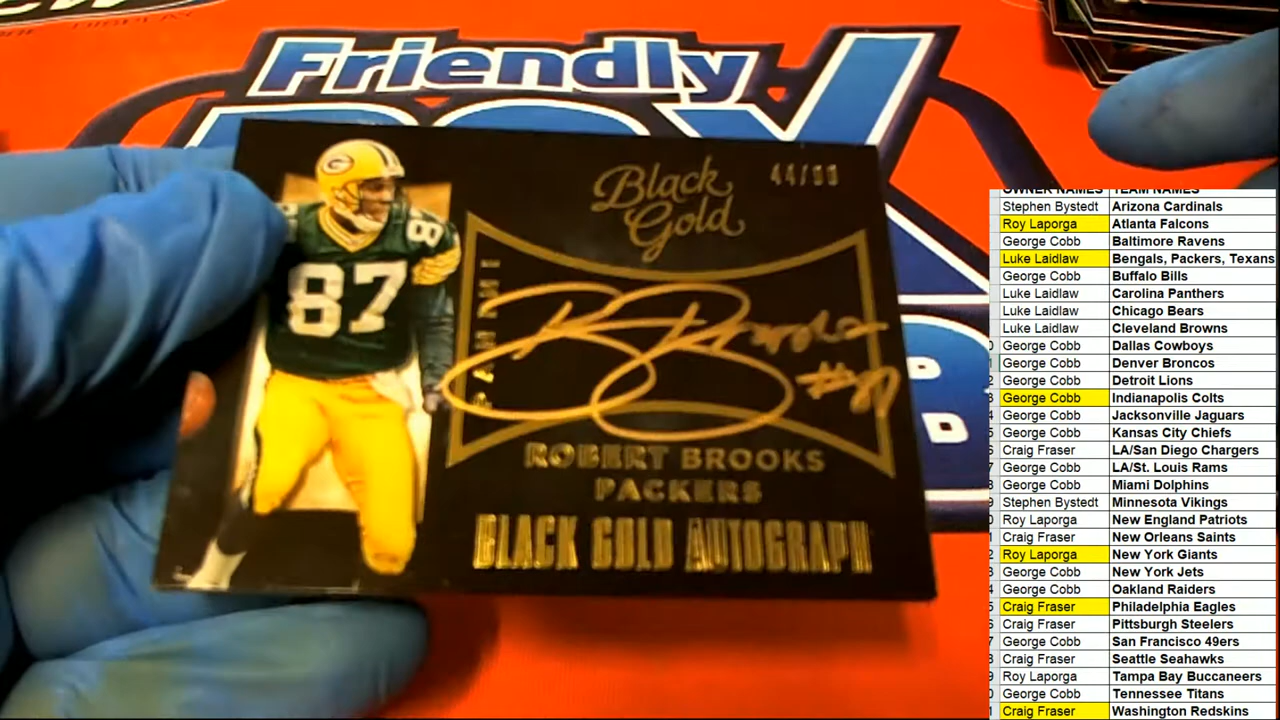 DISPLAY
Friendly
BOX
Black
Gold
44/99
87
87
PANINI
R Brooks
#87
ROBERT BROOKS
PACKERS
BLACK GOLD AUTOGRAPH
OWNER NAMES TEAM NAMES
Stephen Bystedt Arizona Cardinals
Roy Laporga Atlanta Falcons
George Cobb Baltimore Ravens
Luke Laidlaw Bengals, Packers, Texans
George Cobb Buffalo Bills
Luke Laidlaw Carolina Panthers
Luke Laidlaw Chicago Bears
Luke Laidlaw Cleveland Browns
George Cobb Dallas Cowboys
George Cobb Denver Broncos
George Cobb Detroit Lions
George Cobb Indianapolis Colts
George Cobb Jacksonville Jaguars
George Cobb Kansas City Chiefs
Craig Fraser LA/San Diego Chargers
George Cobb LA/St. Louis Rams
George Cobb Miami Dolphins
Stephen Bystedt Minnesota Vikings
Roy Laporga New England Patriots
Craig Fraser New Orleans Saints
Roy Laporga New York Giants
George Cobb New York Jets
George Cobb Oakland Raiders
Craig Fraser Philadelphia Eagles
Craig Fraser Pittsburgh Steelers
George Cobb San Francisco 49ers
Craig Fraser Seattle Seahawks
Roy Laporga Tampa Bay Buccaneers
George Cobb Tennessee Titans
Craig Fraser Washington Redskins